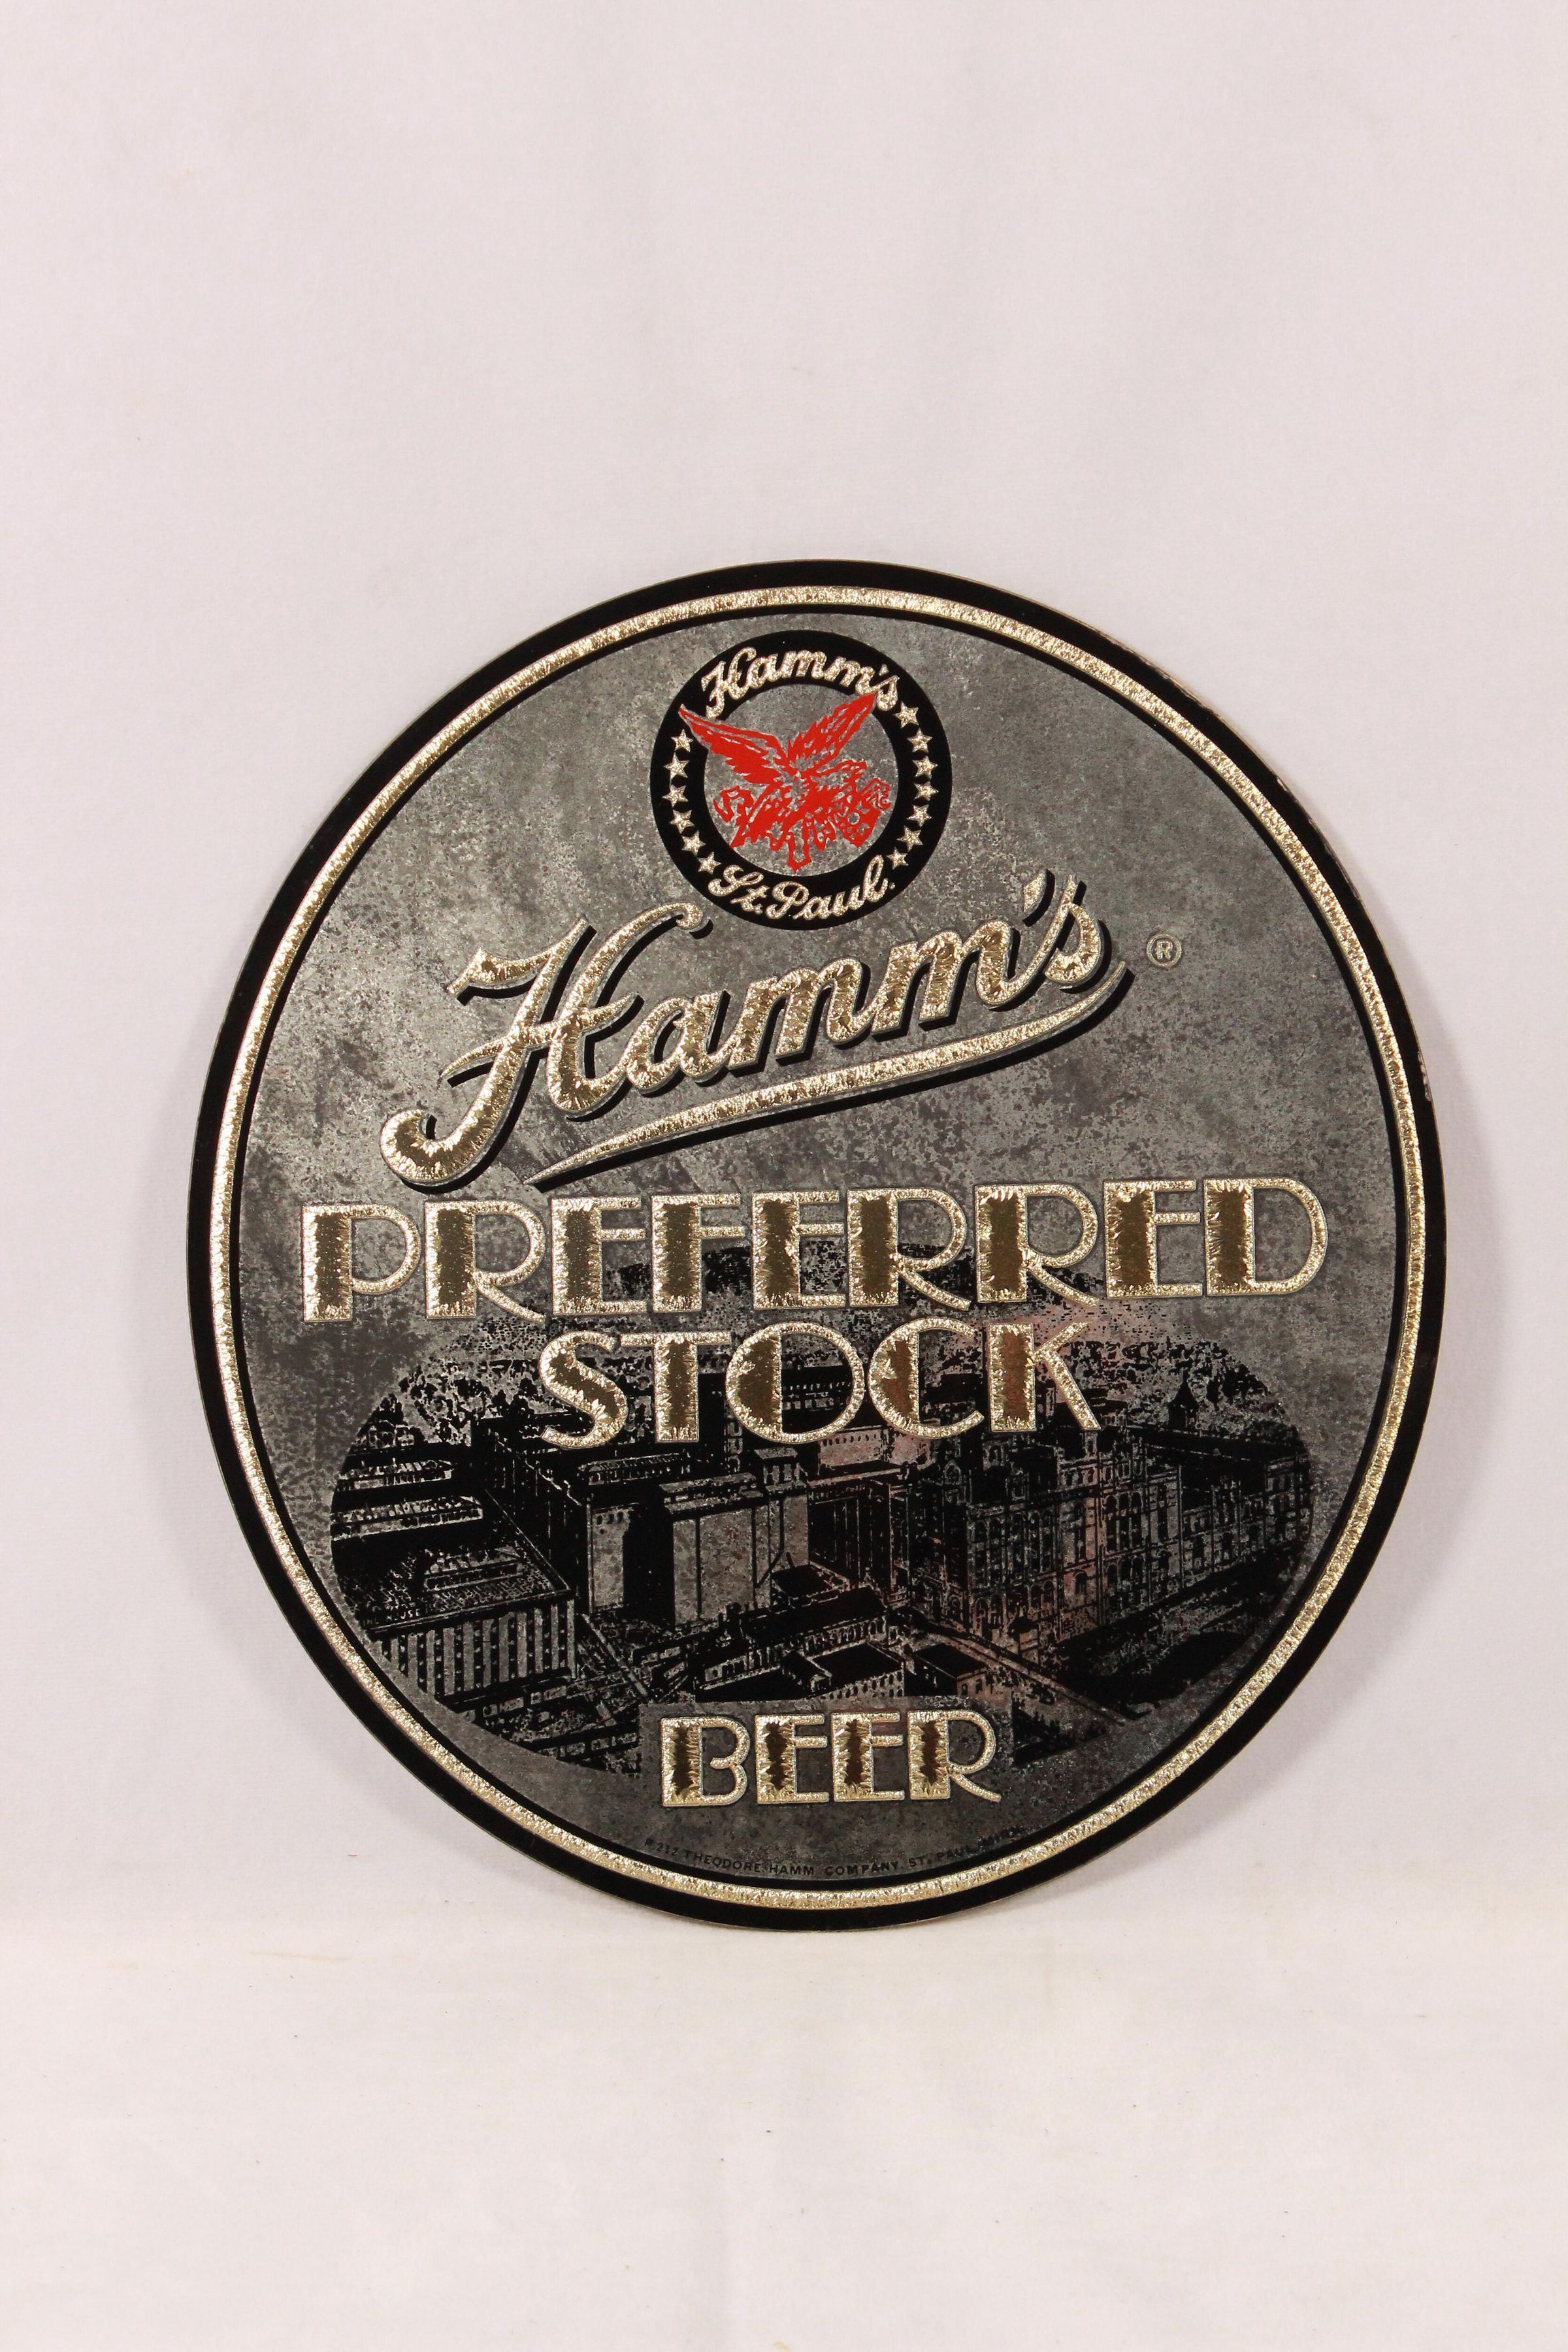 Hamm's
St. Paul.
Hamm's®
PREFERRED
STOCK
BEER
THEODORE HAMM COMPANY, ST. PAUL,